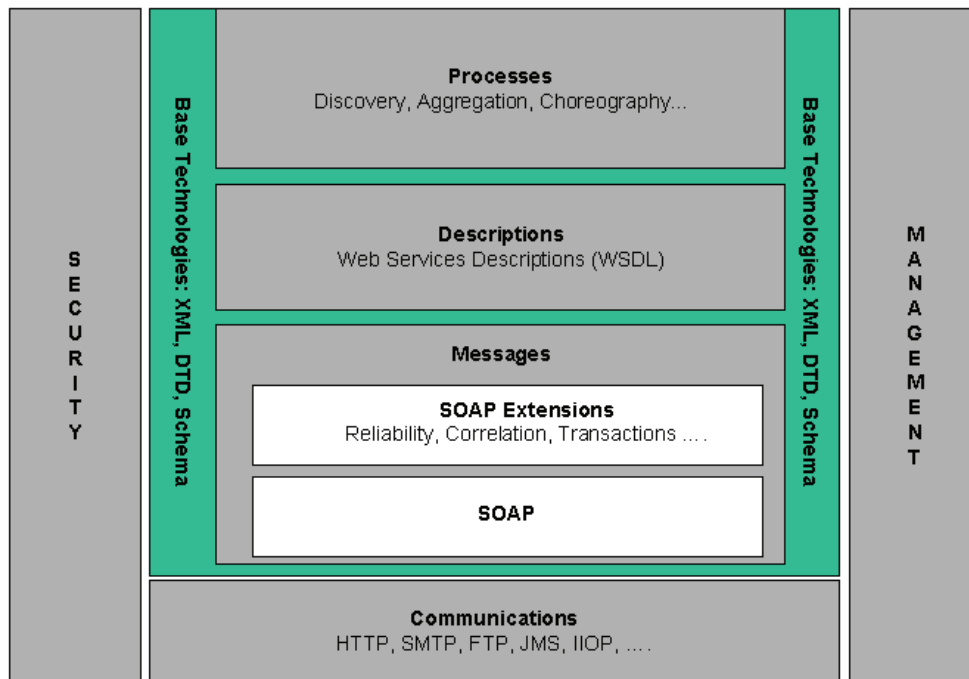 SECURITY
Base Technologies: XML, DTD, Schema
Processes
Discovery, Aggregation, Choreography...
Descriptions
Web Services Descriptions (WSDL)
Messages
SOAP Extensions
Reliability, Correlation, Transactions ....
SOAP
Base Technologies: XML, DTD, Schema
MANAGEMENT
Communications
HTTP, SMTP, FTP, JMS, IIOP, ....